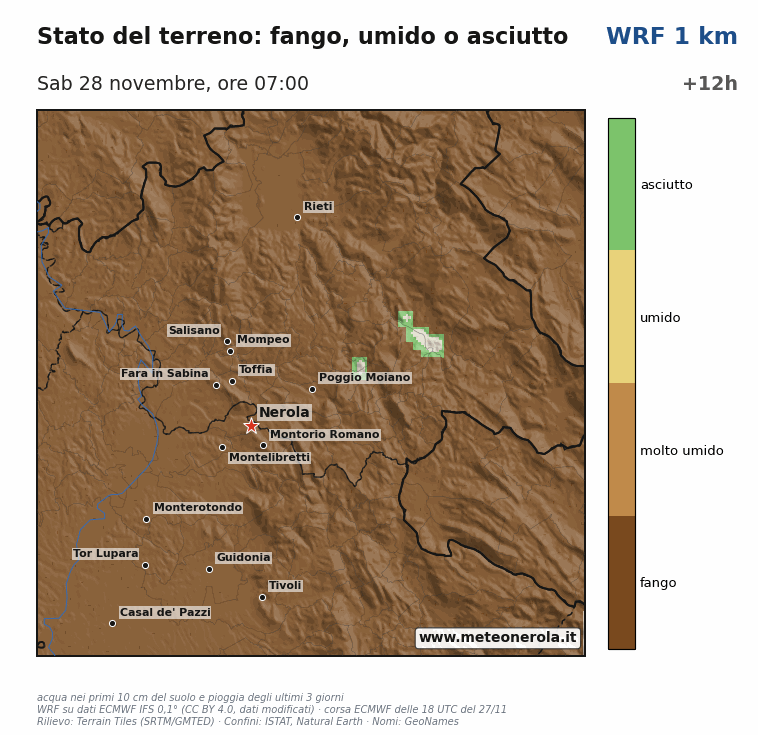 Stato del terreno: fango, umido o asciutto
WRF 1 km
Sab 28 novembre, ore 07:00
+12h
asciutto
umido
molto umido
fango
Rieti
Salisano
Mompeo
Toffia
Fara in Sabina
Poggio Moiano
Nerola
Montorio Romano
Montelibretti
Monterotondo
Tor Lupara
Guidonia
Tivoli
Casal de' Pazzi
www.meteonerola.it
acqua nei primi 10 cm del suolo e pioggia degli ultimi 3 giorni
WRF su dati ECMWF IFS 0,1° (CC BY 4.0, dati modificati) · corsa ECMWF delle 18 UTC del 27/11
Rilievo: Terrain Tiles (SRTM/GMTED) · Confini: ISTAT, Natural Earth · Nomi: GeoNames